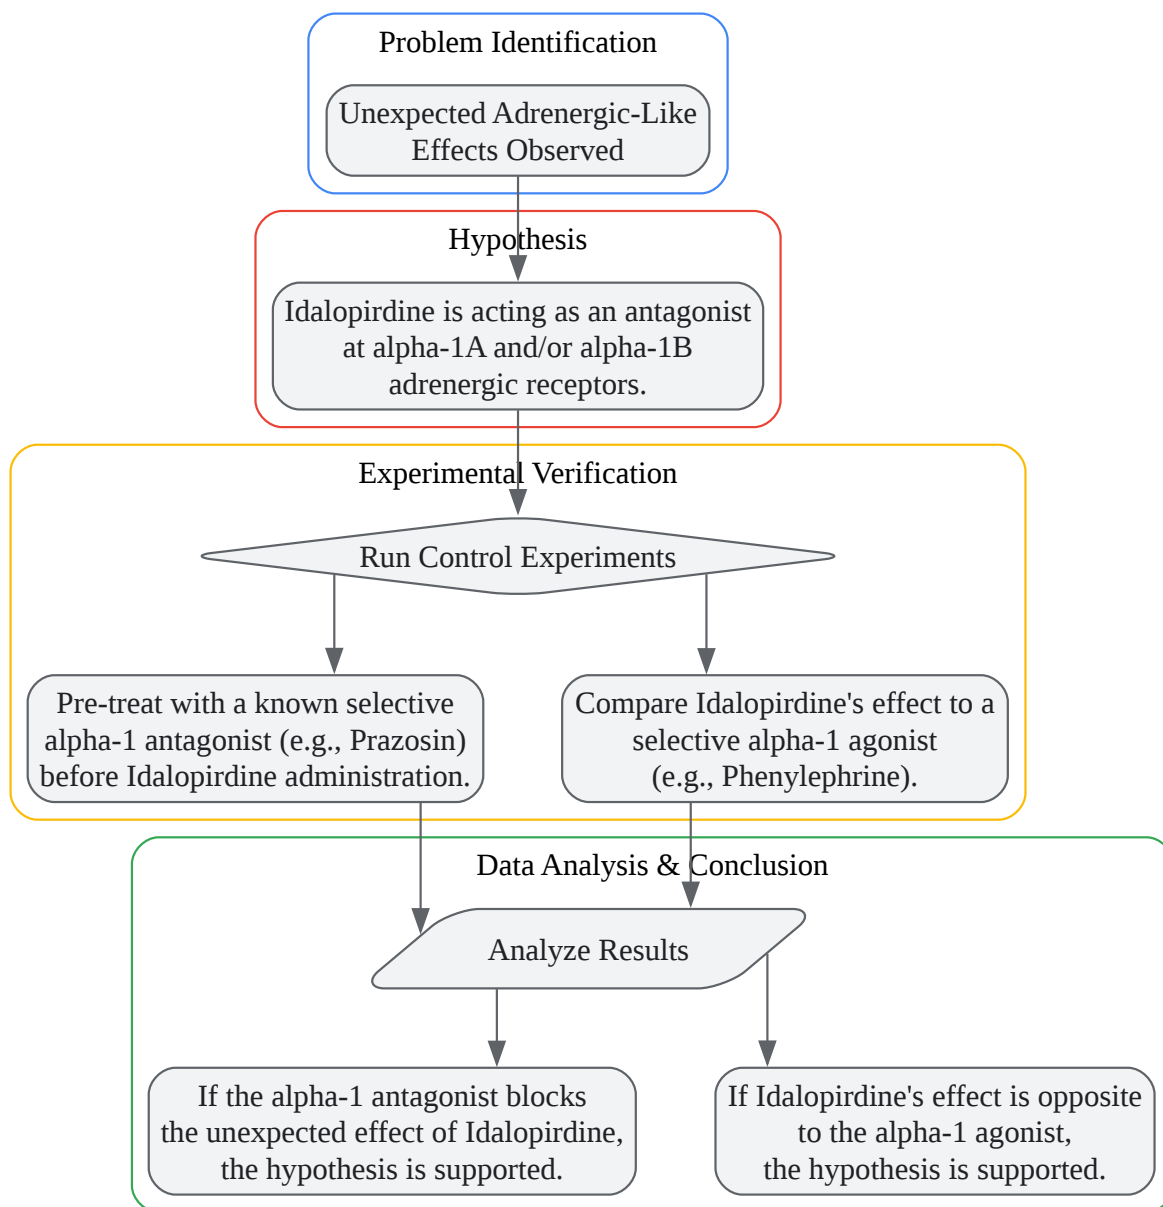 Problem Identification
Unexpected Adrenergic-Like
Effects Observed
Hypothesis
Idalopirdine is acting as an antagonist
at alpha-1A and/or alpha-1B
adrenergic receptors.
Experimental Verification
Run Control Experiments
Pre-treat with a known selective
alpha-1 antagonist (e.g., Prazosin)
before Idalopirdine administration.
Compare Idalopirdine's effect to a
selective alpha-1 agonist
(e.g., Phenylephrine).
Data Analysis & Conclusion
Analyze Results
If the alpha-1 antagonist blocks
the unexpected effect of Idalopirdine,
the hypothesis is supported.
If Idalopirdine's effect is opposite
to the alpha-1 agonist,
the hypothesis is supported.